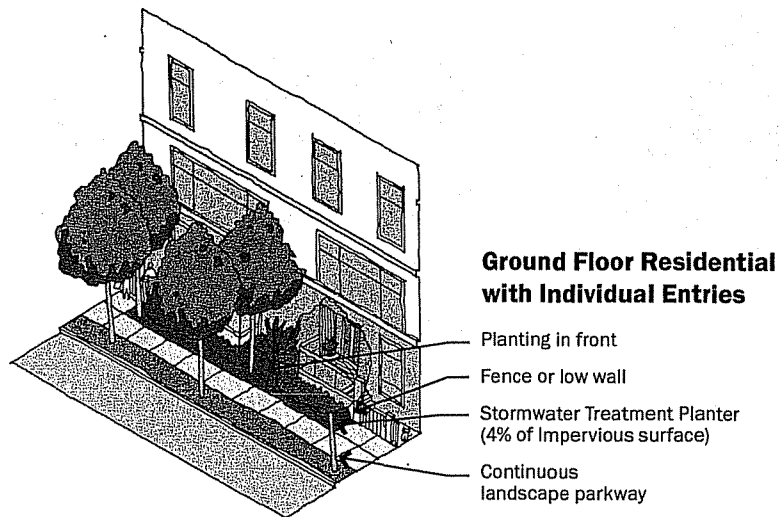 Ground Floor Residential
with Individual Entries
Planting in front
Fence or low wall
Stormwater Treatment Planter
(4% of Impervious surface)
Continuous
landscape parkway